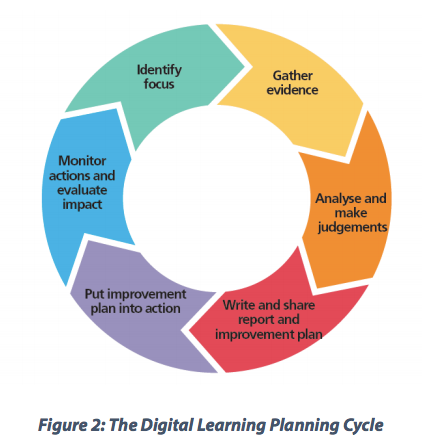 Identify
focus
Gather
evidence
Analyse and
make
judgements
Write and share
report and
improvement plan
Put improvement
plan into action
Monitor
actions and
evaluate
impact
Figure 2: The Digital Learning Planning Cycle